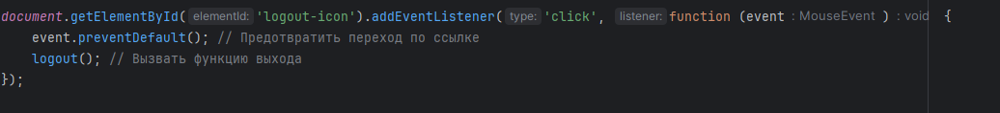 document.getElementById( elementId: 'logout-icon').addEventListener( type: 'click', listener: function (event : MouseEvent ) : void {
    event.preventDefault(); // Предотвратить переход по ссылке
    logout(); // Вызвать функцию выхода
});